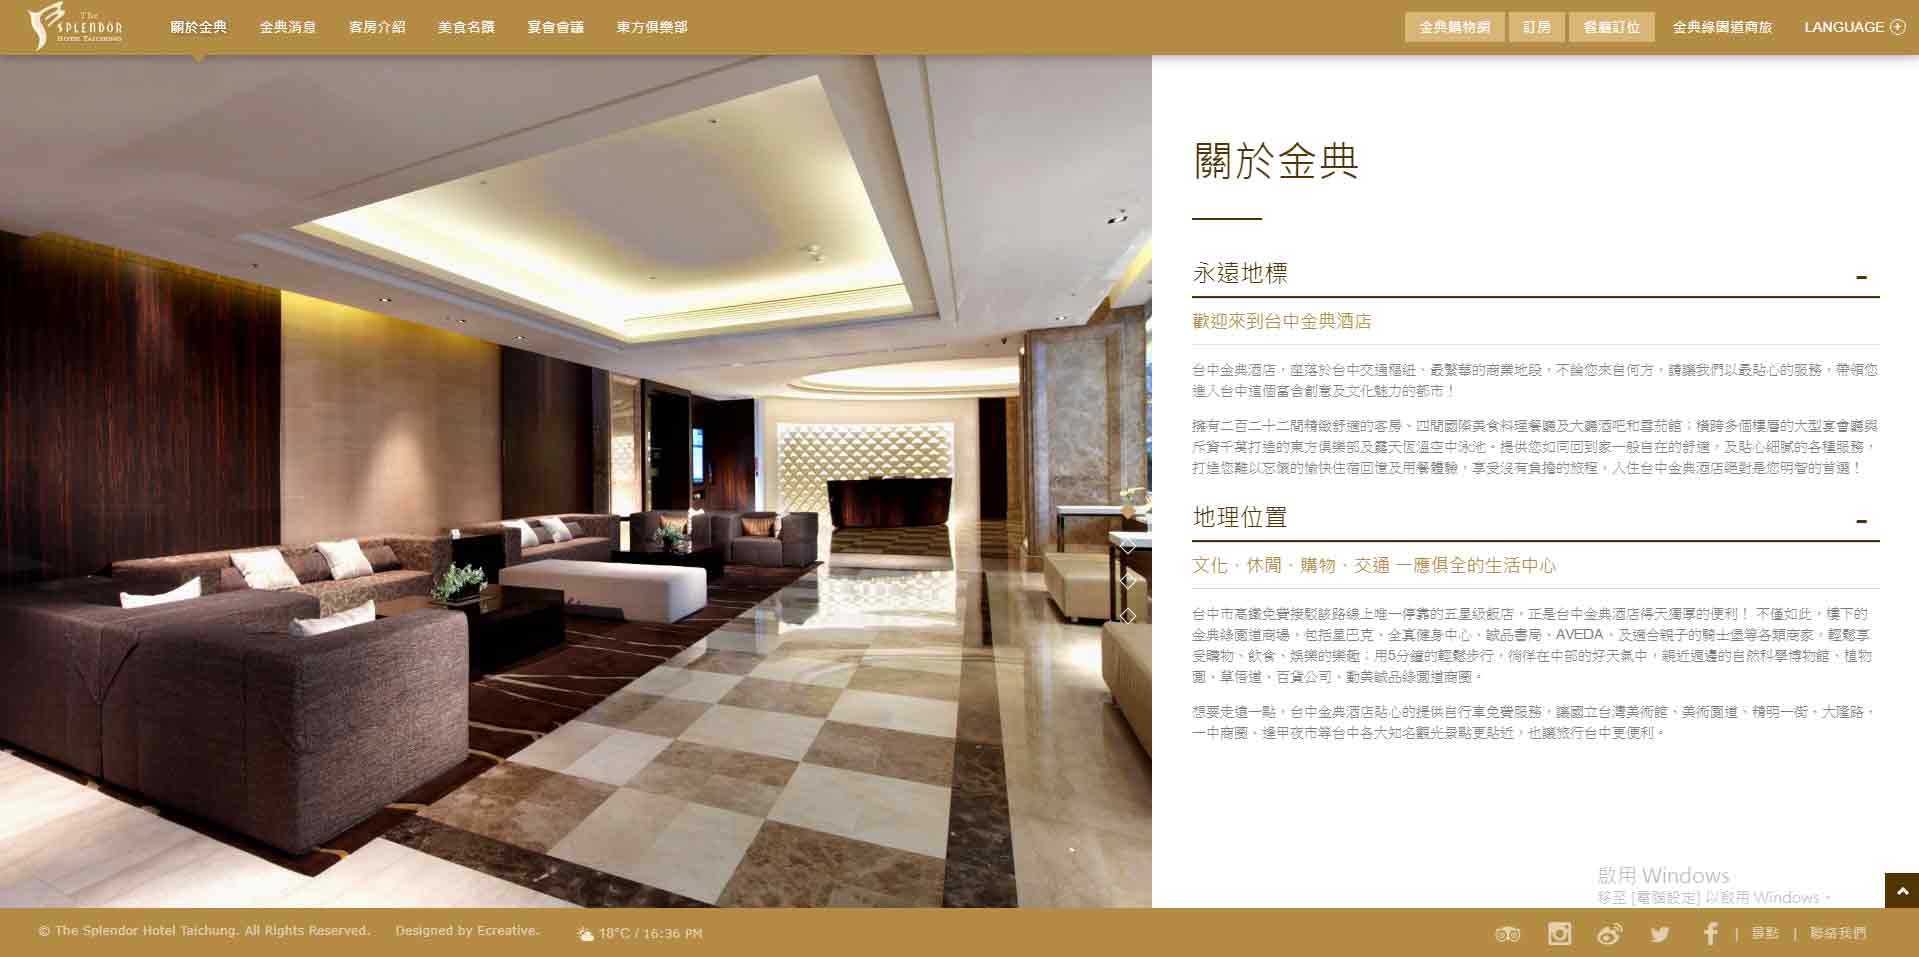 The
SPLENDOR
HOTEL TAICHUNG
關於金典
金典消息
客房介紹
美食名饌
宴會會議
東方俱樂部
金典購物網
訂房
餐廳訂位
金典綠園道商旅
LANGUAGE
關於金典
永遠地標
歡迎來到台中金典酒店
台中金典酒店，座落於台中交通樞紐、最繁華的商業地段，不論您來自何方，請讓我們以最貼心的服務，帶領您
進入台中這個富含創意及文化魅力的都市！
擁有二百二十二間精緻舒適的客房、四間國際美食料理餐廳及大廳酒吧和雪茄館；橫跨多個樓層的大型宴會廳與
斥資千萬打造的東方俱樂部及露天恆溫空中泳池。提供您如同回到家一般自在的舒適，及貼心細膩的各種服務，
打造您難以忘懷的愉快住宿回憶及用餐體驗，享受沒有負擔的旅程，入住台中金典酒店絕對是您明智的首選！
地理位置
文化、休閒、購物、交通 一應俱全的生活中心
台中市高鐵免費接駁該路線上唯一停靠的五星級飯店，正是台中金典酒店得天獨厚的便利！ 不僅如此，樓下的
金典綠園道商場，包括星巴克、全真健身中心、誠品書局、AVEDA，及適合親子的騎士堡等各類商家，輕鬆享
受購物、飲食、娛樂的樂趣；用5分鐘的輕鬆步行，徜徉在中部的好天氣中，親近週邊的自然科學博物館、植物
園、草悟道、百貨公司、勤美誠品綠園道商圈。
想要走遠一點，台中金典酒店貼心的提供自行車免費服務，讓國立台灣美術館、美術園道、精明一街、大隆路、
一中商圈、逢甲夜市等台中各大知名觀光景點更貼近，也讓旅行台中更便利。
啟用 Windows
移至 [電腦設定] 以啟用 Windows。
© The Splendor Hotel Taichung. All Rights Reserved.
Designed by Ecreative.
18°C / 16:36 PM
| 景點 | 聯絡我們